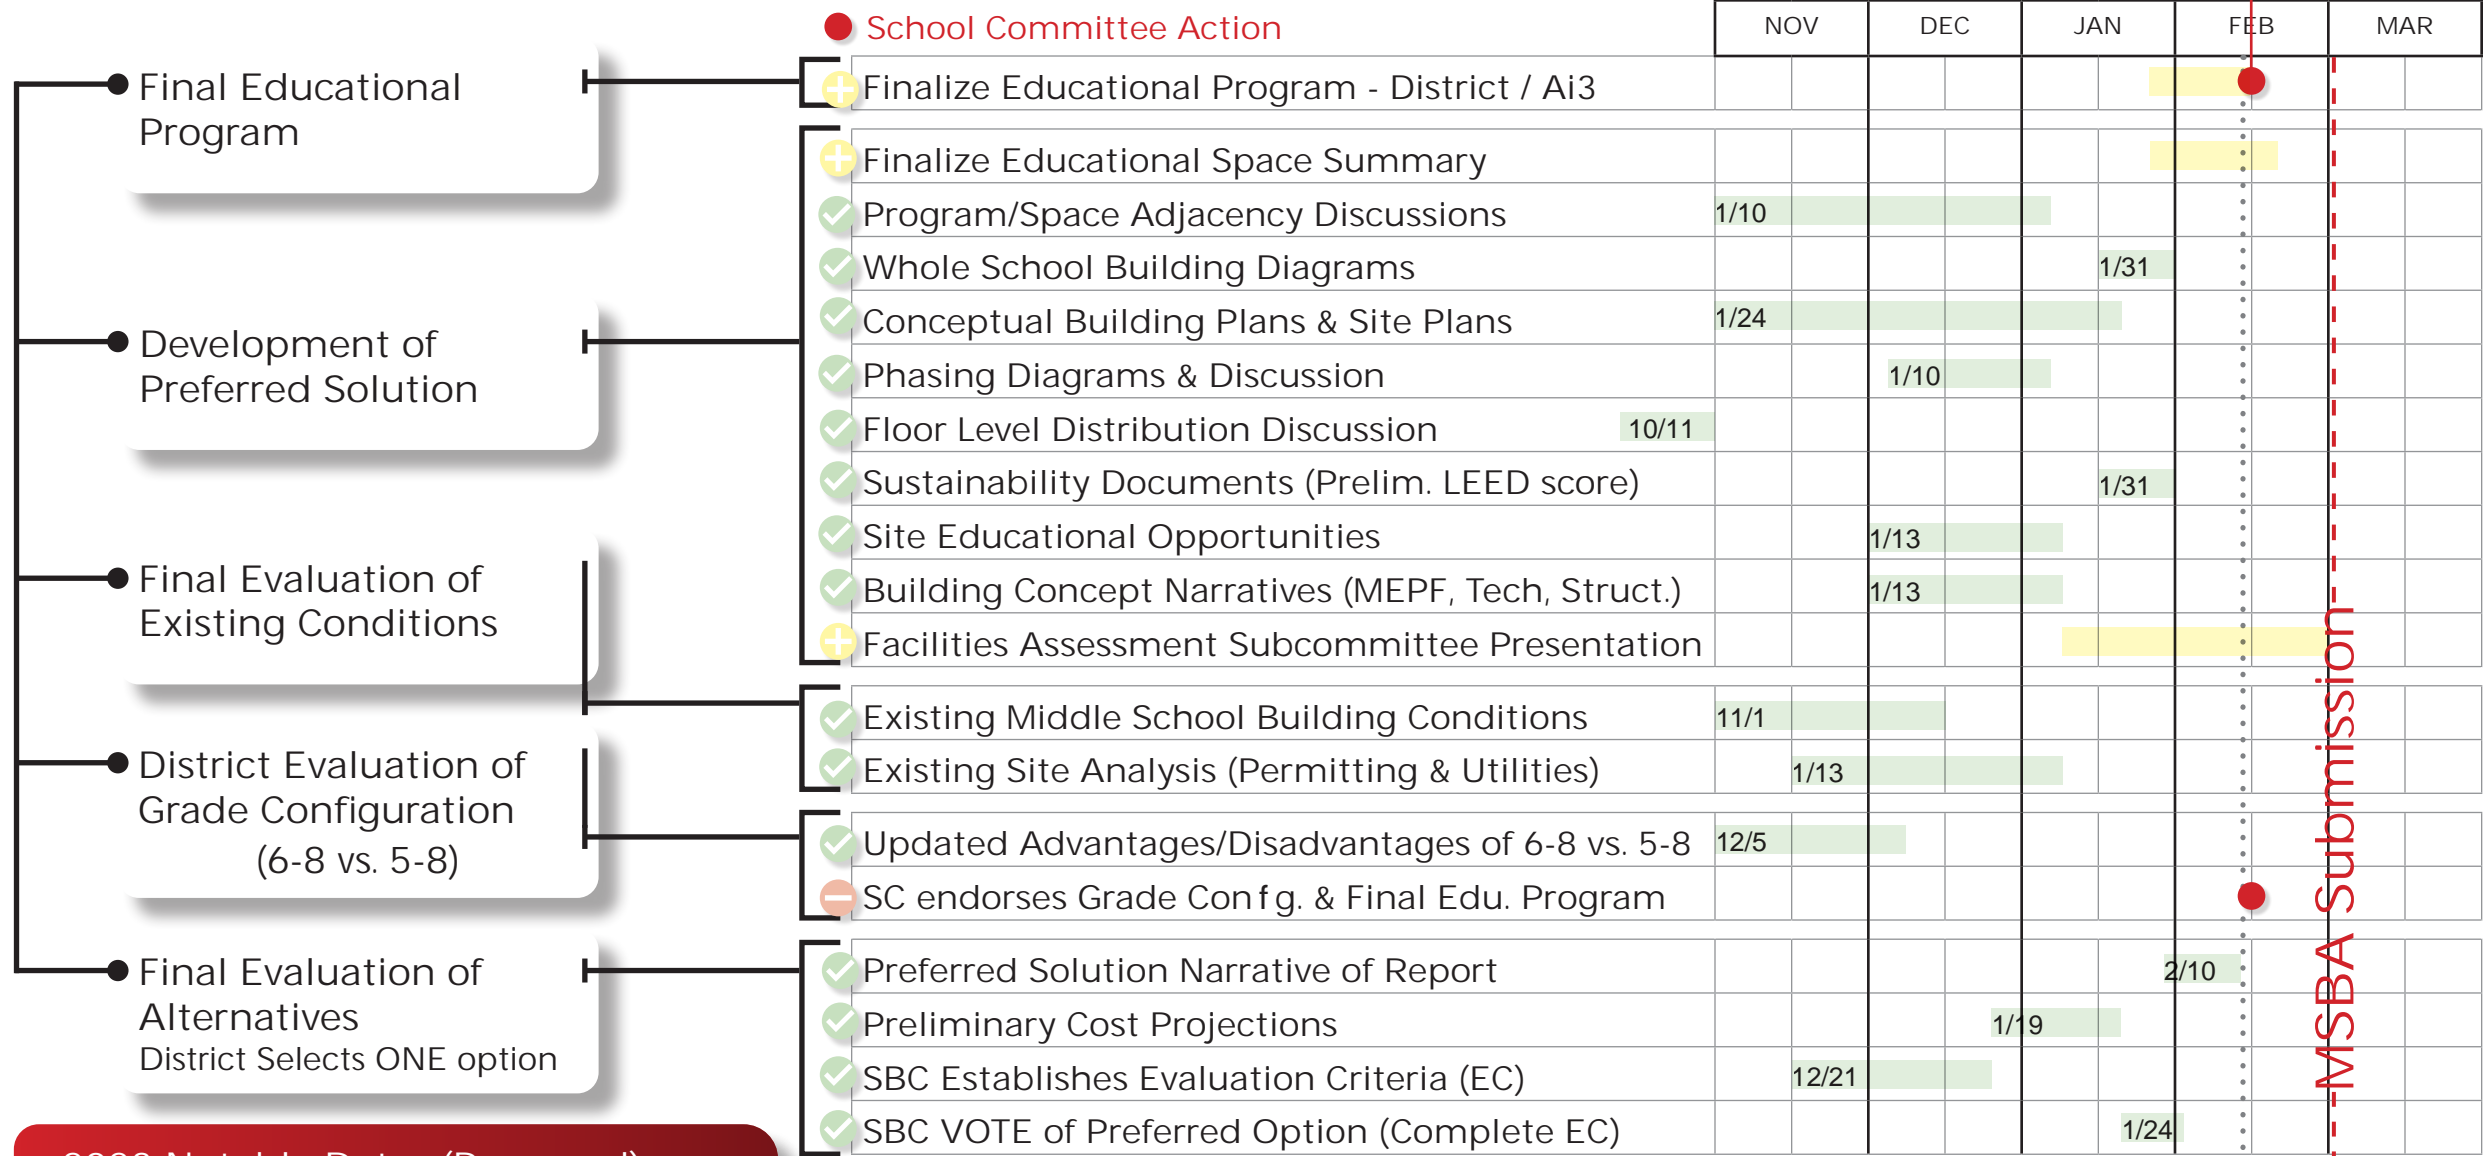 School Committee Action
NOV DEC JAN FEB MAR
Final Educational
Program
Finalize Educational Program - District / Ai3
Finalize Educational Space Summary
Program/Space Adjacency Discussions 1/10
Whole School Building Diagrams 1/31
Conceptual Building Plans & Site Plans 1/24
Development of
Preferred Solution
Phasing Diagrams & Discussion 1/10
Floor Level Distribution Discussion 10/11
Sustainability Documents (Prelim. LEED score) 1/31
Site Educational Opportunities 1/13
Final Evaluation of
Existing Conditions
Building Concept Narratives (MEPF, Tech, Struct.) 1/13
Facilities Assessment Subcommittee Presentation
Existing Middle School Building Conditions 11/1
Existing Site Analysis (Permitting & Utilities) 1/13
District Evaluation of
Grade Configuration
(6-8 vs. 5-8)
Updated Advantages/Disadvantages of 6-8 vs. 5-8 12/5
SC endorses Grade Conf g. & Final Edu. Program
Final Evaluation of
Alternatives
District Selects ONE option
Preferred Solution Narrative of Report 2/10
Preliminary Cost Projections 1/19
SBC Establishes Evaluation Criteria (EC) 12/21
SBC VOTE of Preferred Option (Complete EC) 1/24
MSBA Submission